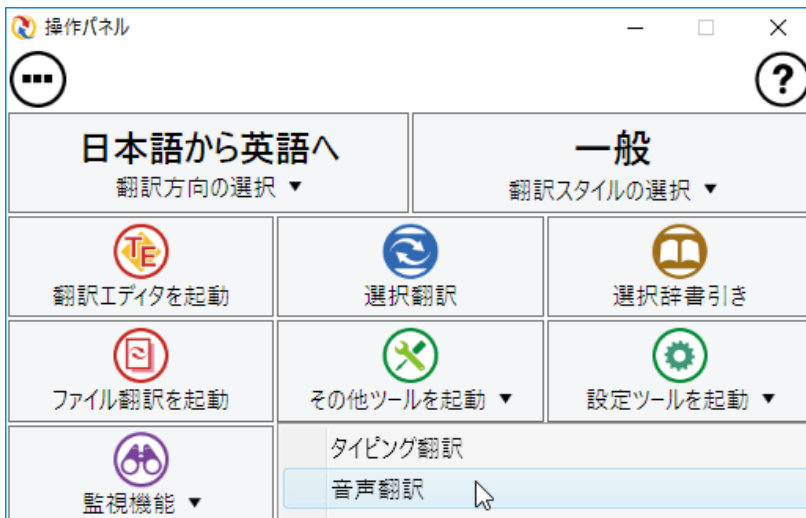 操作パネル
日本語から英語へ
翻訳方向の選択 ▼
一般
翻訳スタイルの選択 ▼
TE
翻訳エディタを起動
選択翻訳
選択辞書引き
ファイル翻訳を起動
その他ツールを起動 ▼
設定ツールを起動 ▼
監視機能 ▼
タイピング翻訳
音声翻訳